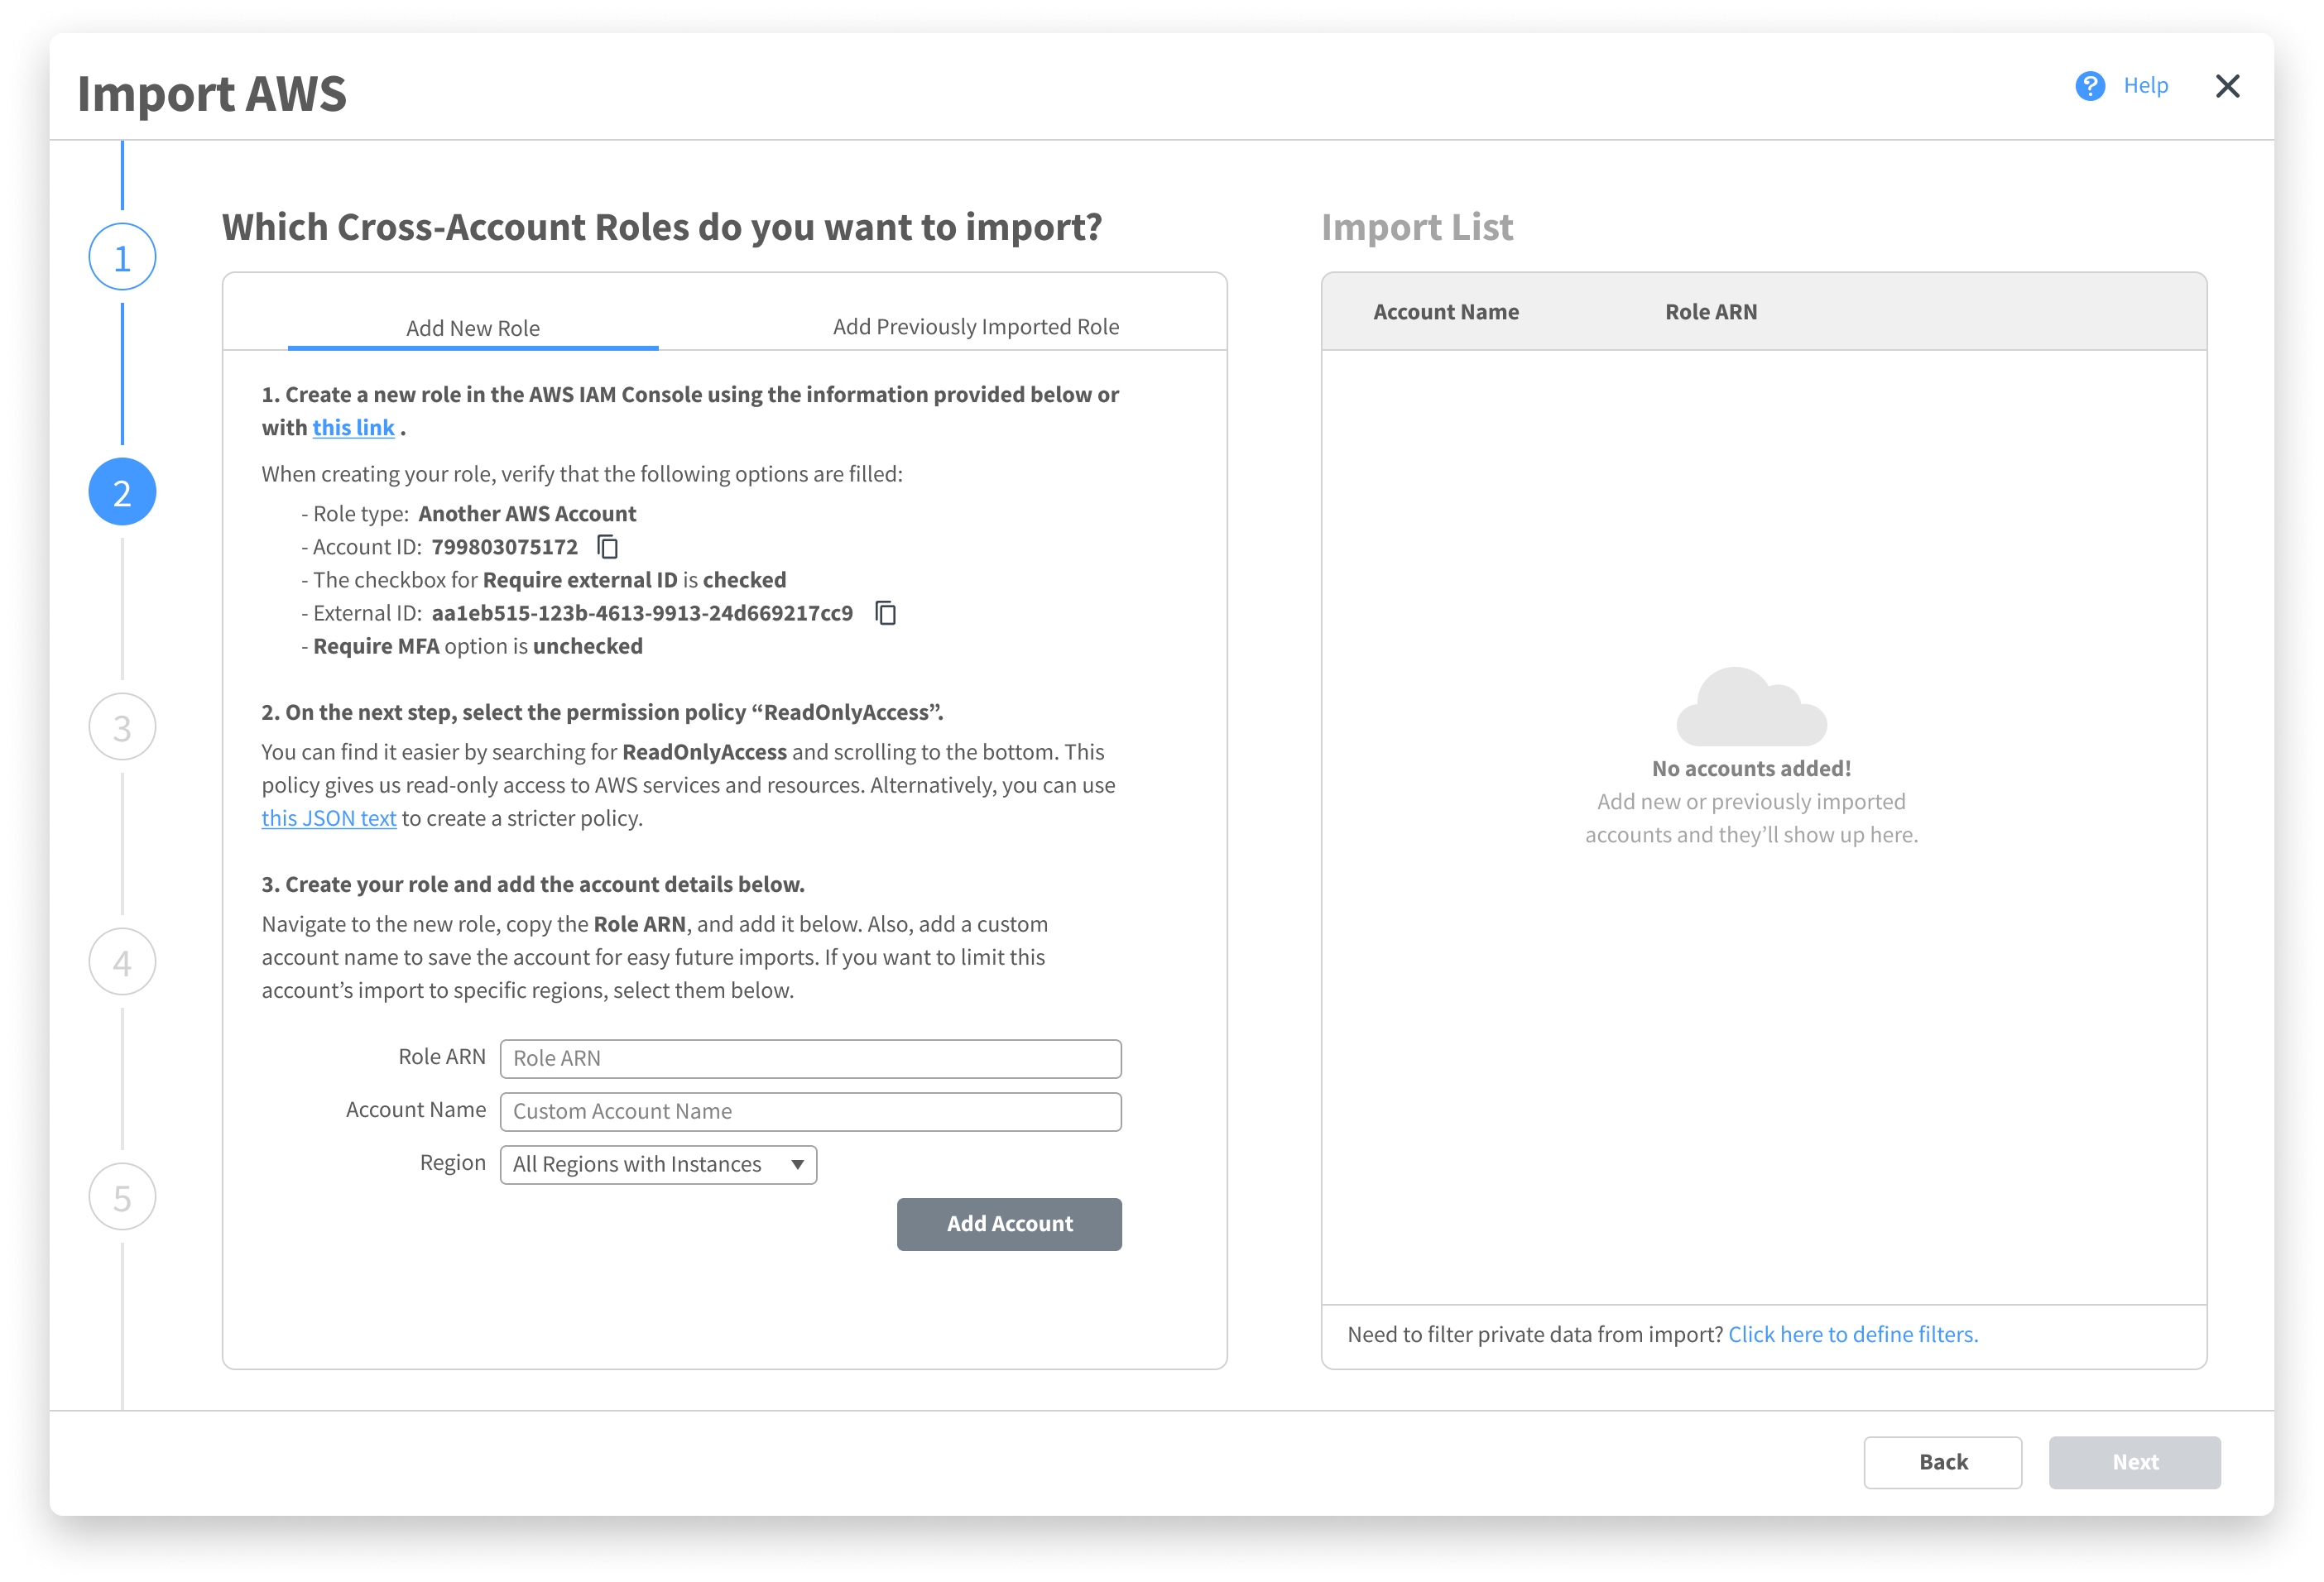 Import AWS
? Help
1
2
3
4
5
Which Cross-Account Roles do you want to import?
Add New Role
Add Previously Imported Role
1. Create a new role in the AWS IAM Console using the information provided below or
with this link .
When creating your role, verify that the following options are filled:
- Role type: Another AWS Account
- Account ID: 799803075172
- The checkbox for Require external ID is checked
- External ID: aa1eb515-123b-4613-9913-24d669217cc9
- Require MFA option is unchecked
2. On the next step, select the permission policy “ReadOnlyAccess”.
You can find it easier by searching for ReadOnlyAccess and scrolling to the bottom. This
policy gives us read-only access to AWS services and resources. Alternatively, you can use
this JSON text to create a stricter policy.
3. Create your role and add the account details below.
Navigate to the new role, copy the Role ARN, and add it below. Also, add a custom
account name to save the account for easy future imports. If you want to limit this
account’s import to specific regions, select them below.
Role ARN
Role ARN
Account Name
Custom Account Name
Region
All Regions with Instances
Add Account
Import List
Account Name
Role ARN
No accounts added!
Add new or previously imported
accounts and they’ll show up here.
Need to filter private data from import? Click here to define filters.
Back
Next